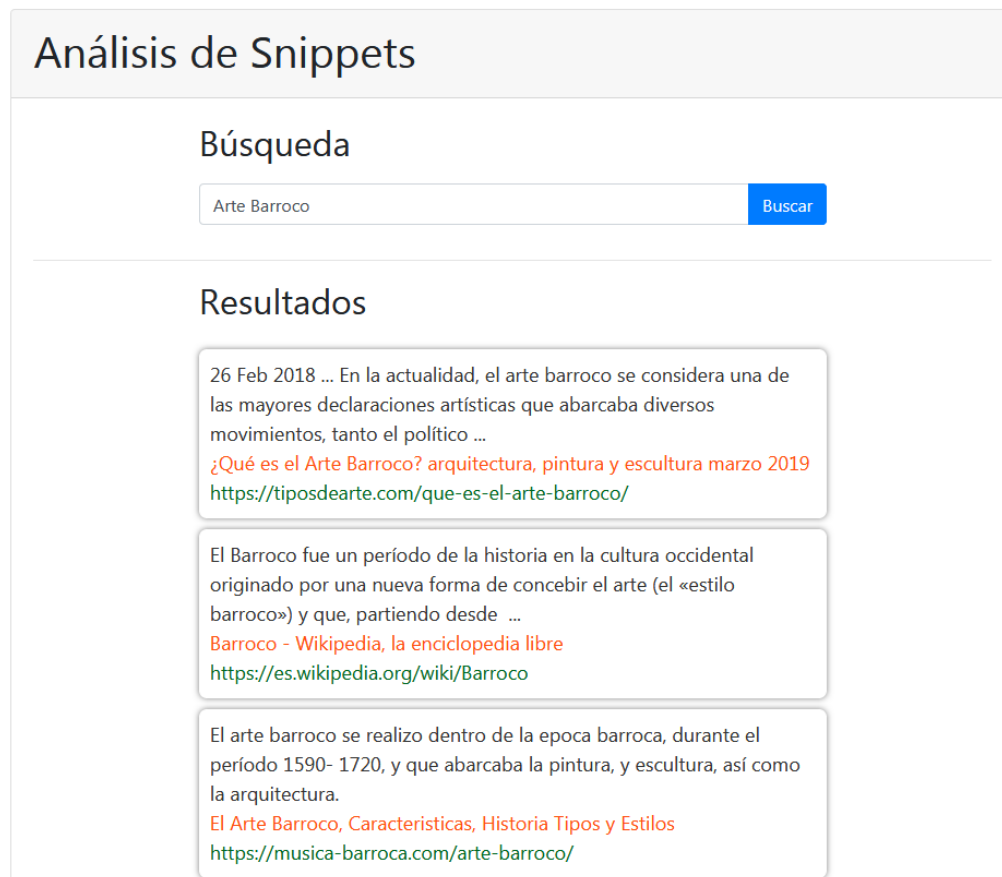 Análisis de Snippets
Búsqueda
Arte Barroco
Buscar
Resultados
26 Feb 2018 ... En la actualidad, el arte barroco se considera una de
las mayores declaraciones artísticas que abarcaba diversos
movimientos, tanto el político ...
¿Qué es el Arte Barroco? arquitectura, pintura y escultura marzo 2019
https://tiposdearte.com/que-es-el-arte-barroco/
El Barroco fue un período de la historia en la cultura occidental
originado por una nueva forma de concebir el arte (el «estilo
barroco») y que, partiendo desde ...
Barroco - Wikipedia, la enciclopedia libre
https://es.wikipedia.org/wiki/Barroco
El arte barroco se realizo dentro de la epoca barroca, durante el
período 1590- 1720, y que abarcaba la pintura, y escultura, así como
la arquitectura.
El Arte Barroco, Caracteristicas, Historia Tipos y Estilos
https://musica-barroca.com/arte-barroco/